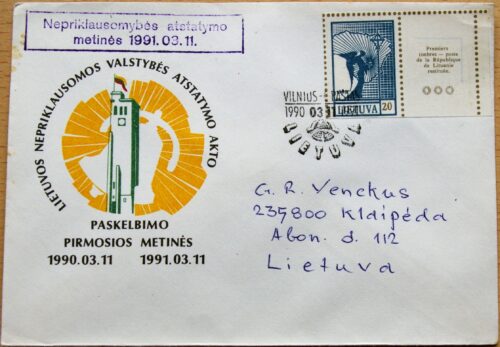 Nepriklausomybės atstatymo
metinės 1991.03.11.
LIETUVOS NEPRIKLAUSOMOS VALSTYBĖS ATSTATYMO AKTO
PASKELBIMO
PIRMOSIOS METINĖS
1990.03.11 1991.03.11
Premiers
timbres – poste
de la République
de Lituanie
restituée.
LIETUVA 20
VILNIUS
1990 03 11
LIETUVA
G. R. Venckus
235800 Klaipėda
Abon. d. 112
Lietuva